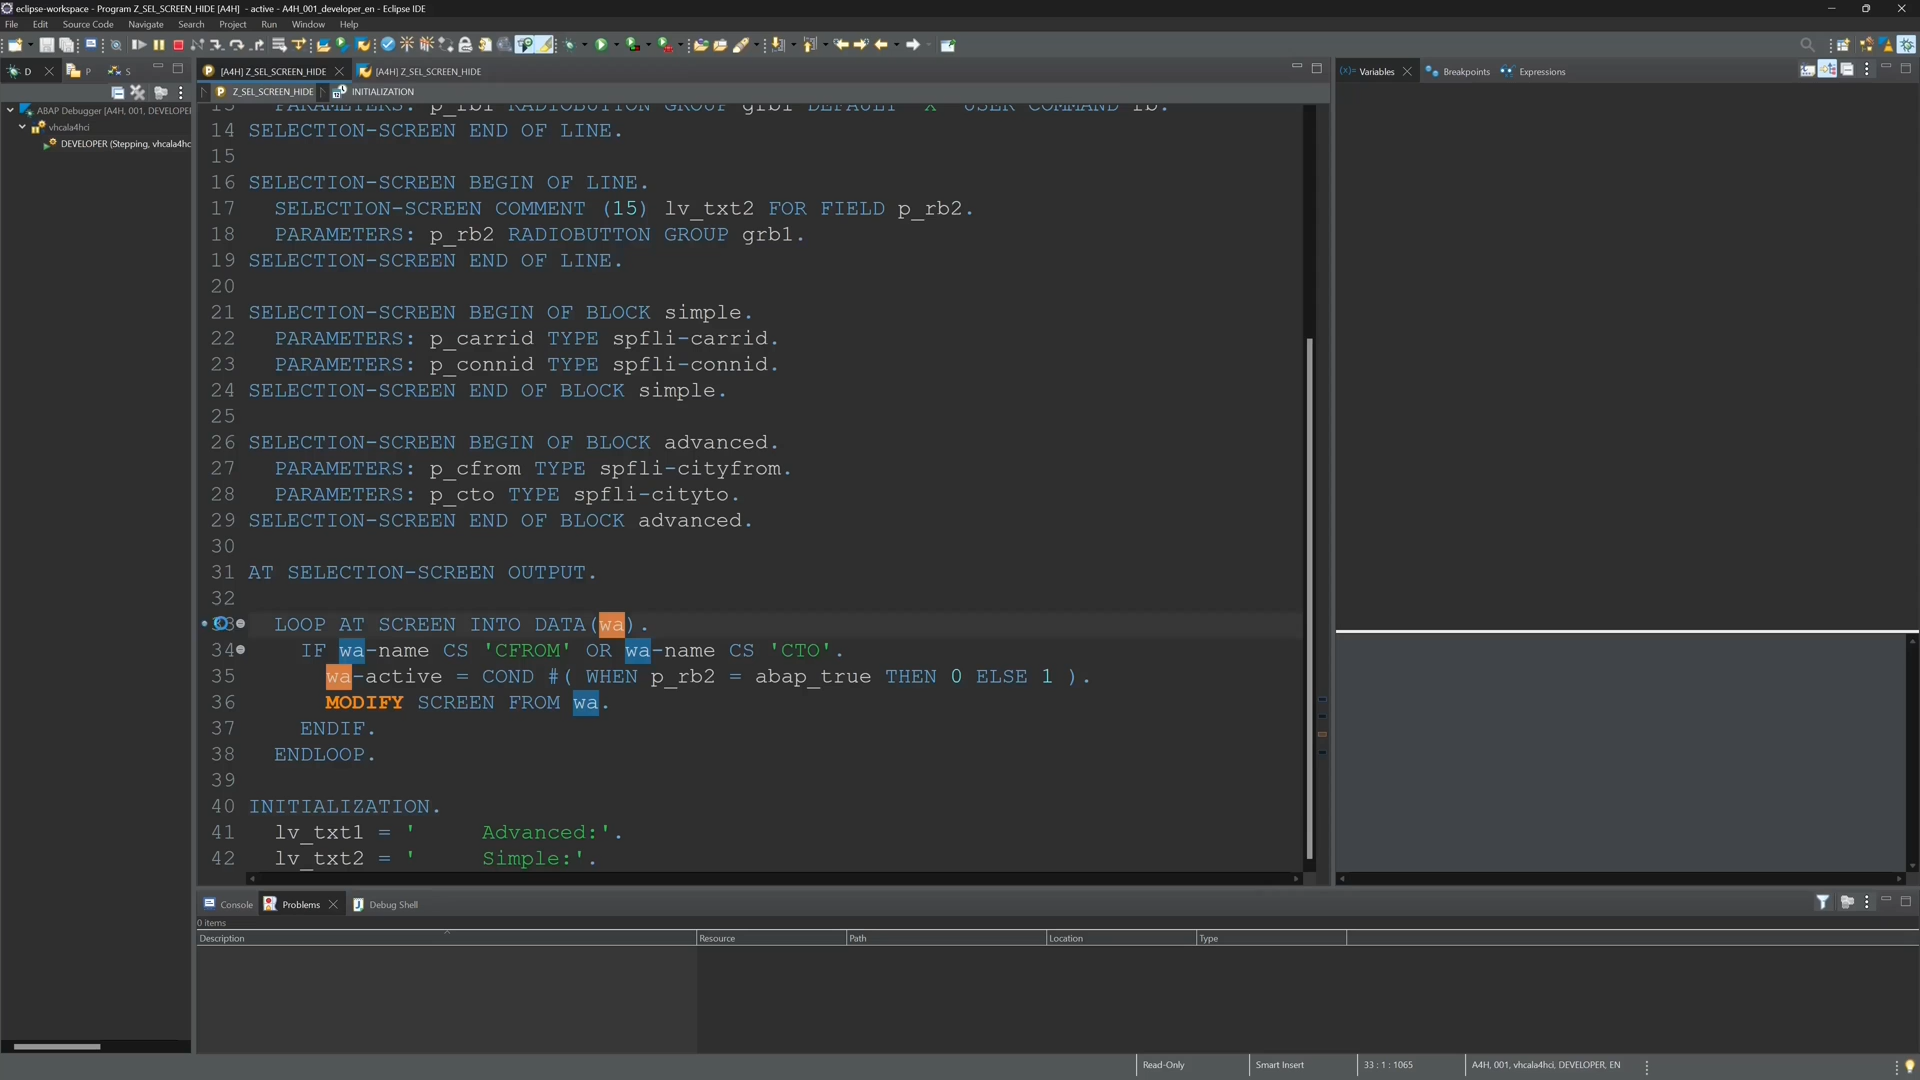 eclipse-workspace - Program Z_SEL_SCREEN_HIDE [A4H] - active - A4H_001_developer_en - Eclipse IDE
File Edit Source Code Navigate Search Project Run Window Help
D P S
[A4H] Z_SEL_SCREEN_HIDE [A4H] Z_SEL_SCREEN_HIDE
Z_SEL_SCREEN_HIDE INITIALIZATION
ABAP Debugger [A4H, 001, DEVELOPE
vhcala4hci
DEVELOPER (Stepping, vhcala4hc
13 PARAMETERS: p_rb1 RADIOBUTTON GROUP grb1 DEFAULT 'X' USER-COMMAND rb.
14 SELECTION-SCREEN END OF LINE.
15
16 SELECTION-SCREEN BEGIN OF LINE.
17 SELECTION-SCREEN COMMENT (15) lv_txt2 FOR FIELD p_rb2.
18 PARAMETERS: p_rb2 RADIOBUTTON GROUP grb1.
19 SELECTION-SCREEN END OF LINE.
20
21 SELECTION-SCREEN BEGIN OF BLOCK simple.
22 PARAMETERS: p_carrid TYPE spfli-carrid.
23 PARAMETERS: p_connid TYPE spfli-connid.
24 SELECTION-SCREEN END OF BLOCK simple.
25
26 SELECTION-SCREEN BEGIN OF BLOCK advanced.
27 PARAMETERS: p_cfrom TYPE spfli-cityfrom.
28 PARAMETERS: p_cto TYPE spfli-cityto.
29 SELECTION-SCREEN END OF BLOCK advanced.
30
31 AT SELECTION-SCREEN OUTPUT.
32
33 LOOP AT SCREEN INTO DATA(wa).
34 IF wa-name CS 'CFROM' OR wa-name CS 'CTO'.
35 wa-active = COND #( WHEN p_rb2 = abap_true THEN 0 ELSE 1 ).
36 MODIFY SCREEN FROM wa.
37 ENDIF.
38 ENDLOOP.
39
40 INITIALIZATION.
41 lv_txt1 = '      Advanced:'.
42 lv_txt2 = '      Simple:'.
(x)= Variables Breakpoints Expressions
Console Problems Debug Shell
0 items
Description Resource Path Location Type
Read-Only Smart Insert 33 : 1 : 1065 A4H, 001, vhcala4hci, DEVELOPER, EN